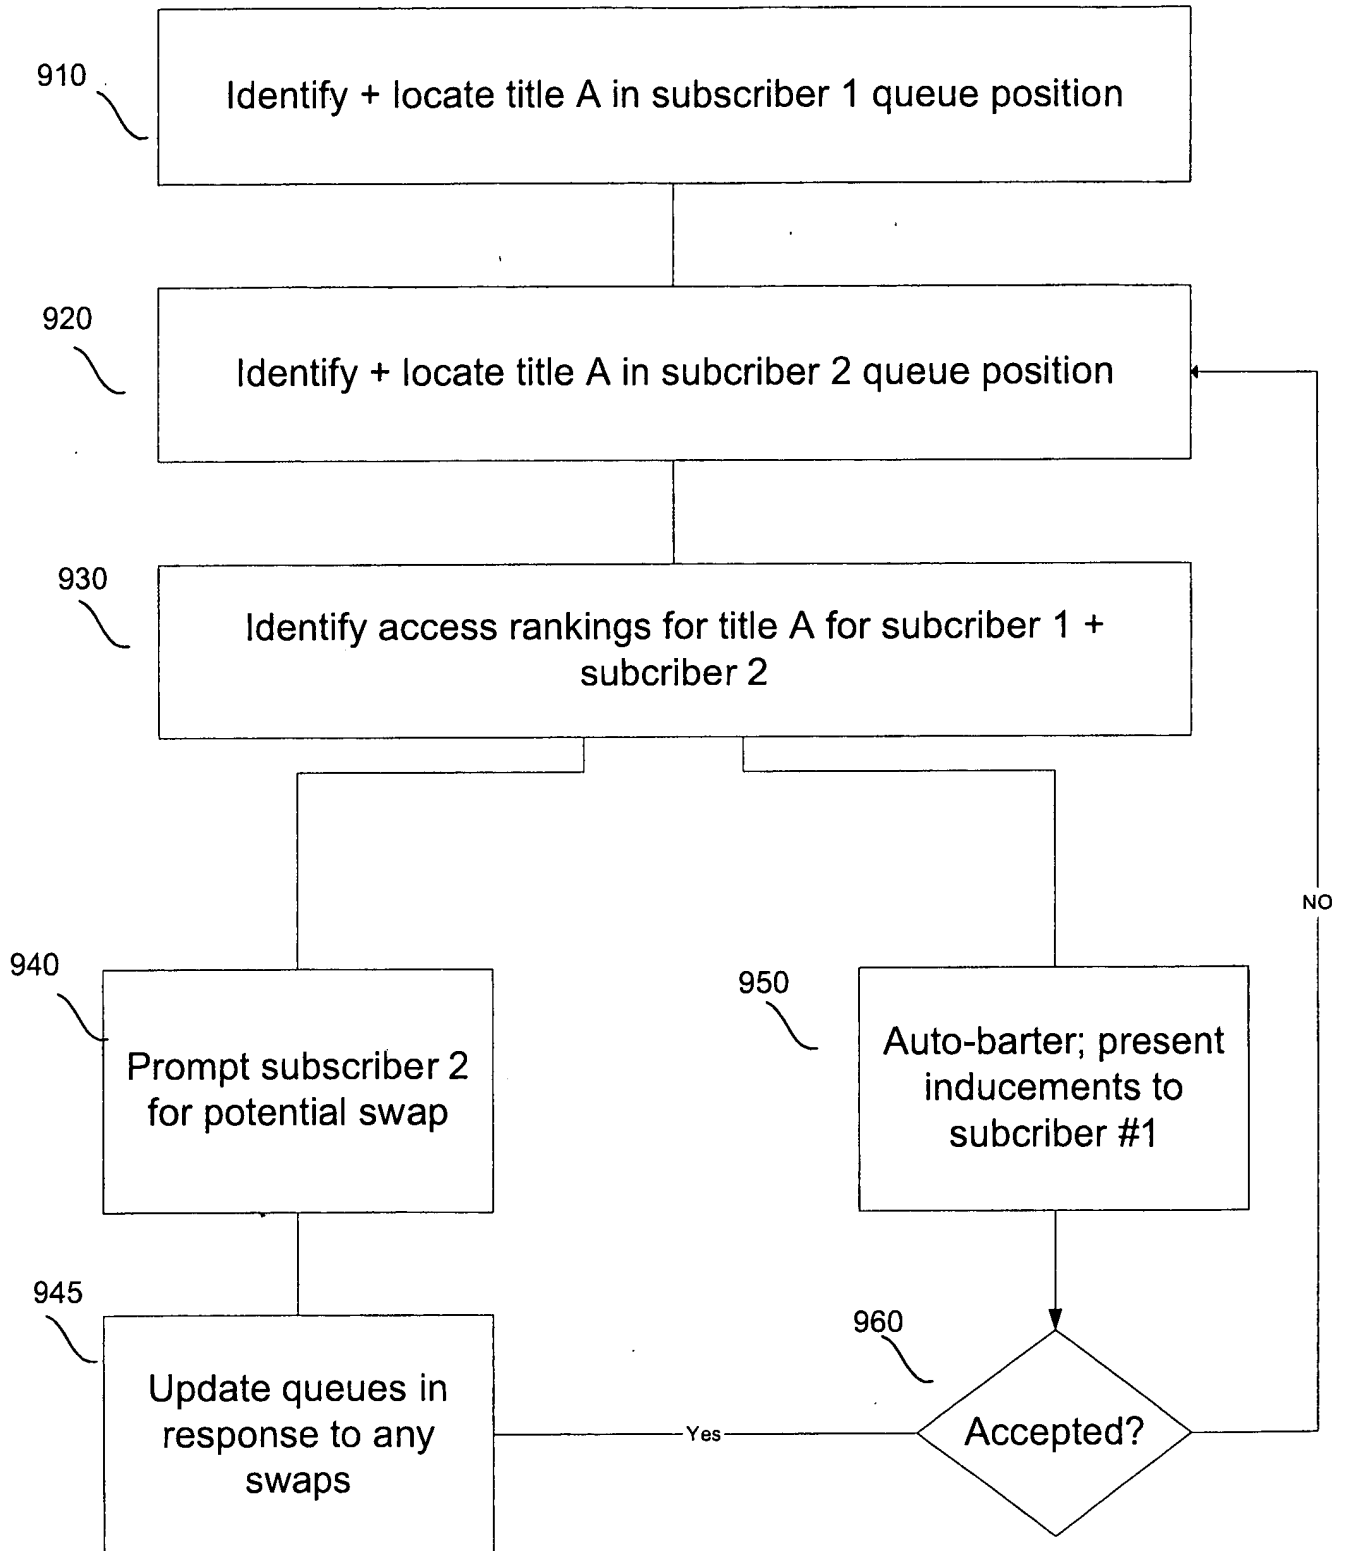 910
Identify + locate title A in subscriber 1 queue position
920
Identify + locate title A in subcriber 2 queue position
930
Identify access rankings for title A for subcriber 1 +
subcriber 2
NO
940
Prompt subscriber 2
for potential swap
950
Auto-barter; present
inducements to
subcriber #1
945
Update queues in
response to any
swaps
Yes
960
Accepted?